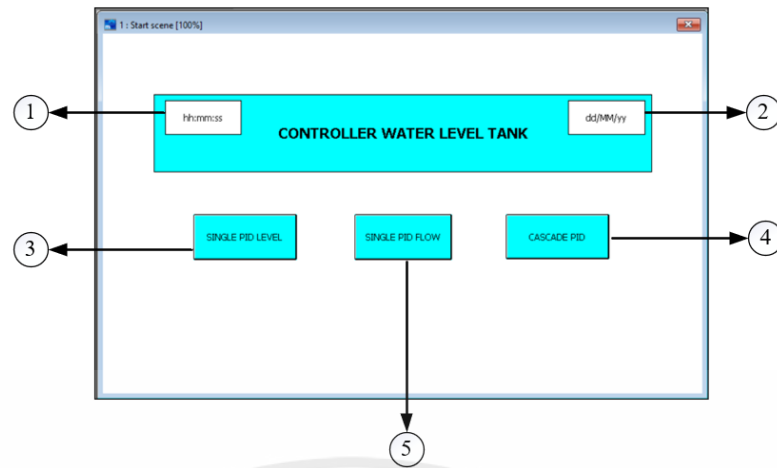 1 : Start scene [100%]
1
hh:mm:ss
dd/MM/yy
2
CONTROLLER WATER LEVEL TANK
3
SINGLE PID LEVEL
SINGLE PID FLOW
CASCADE PID
4
5